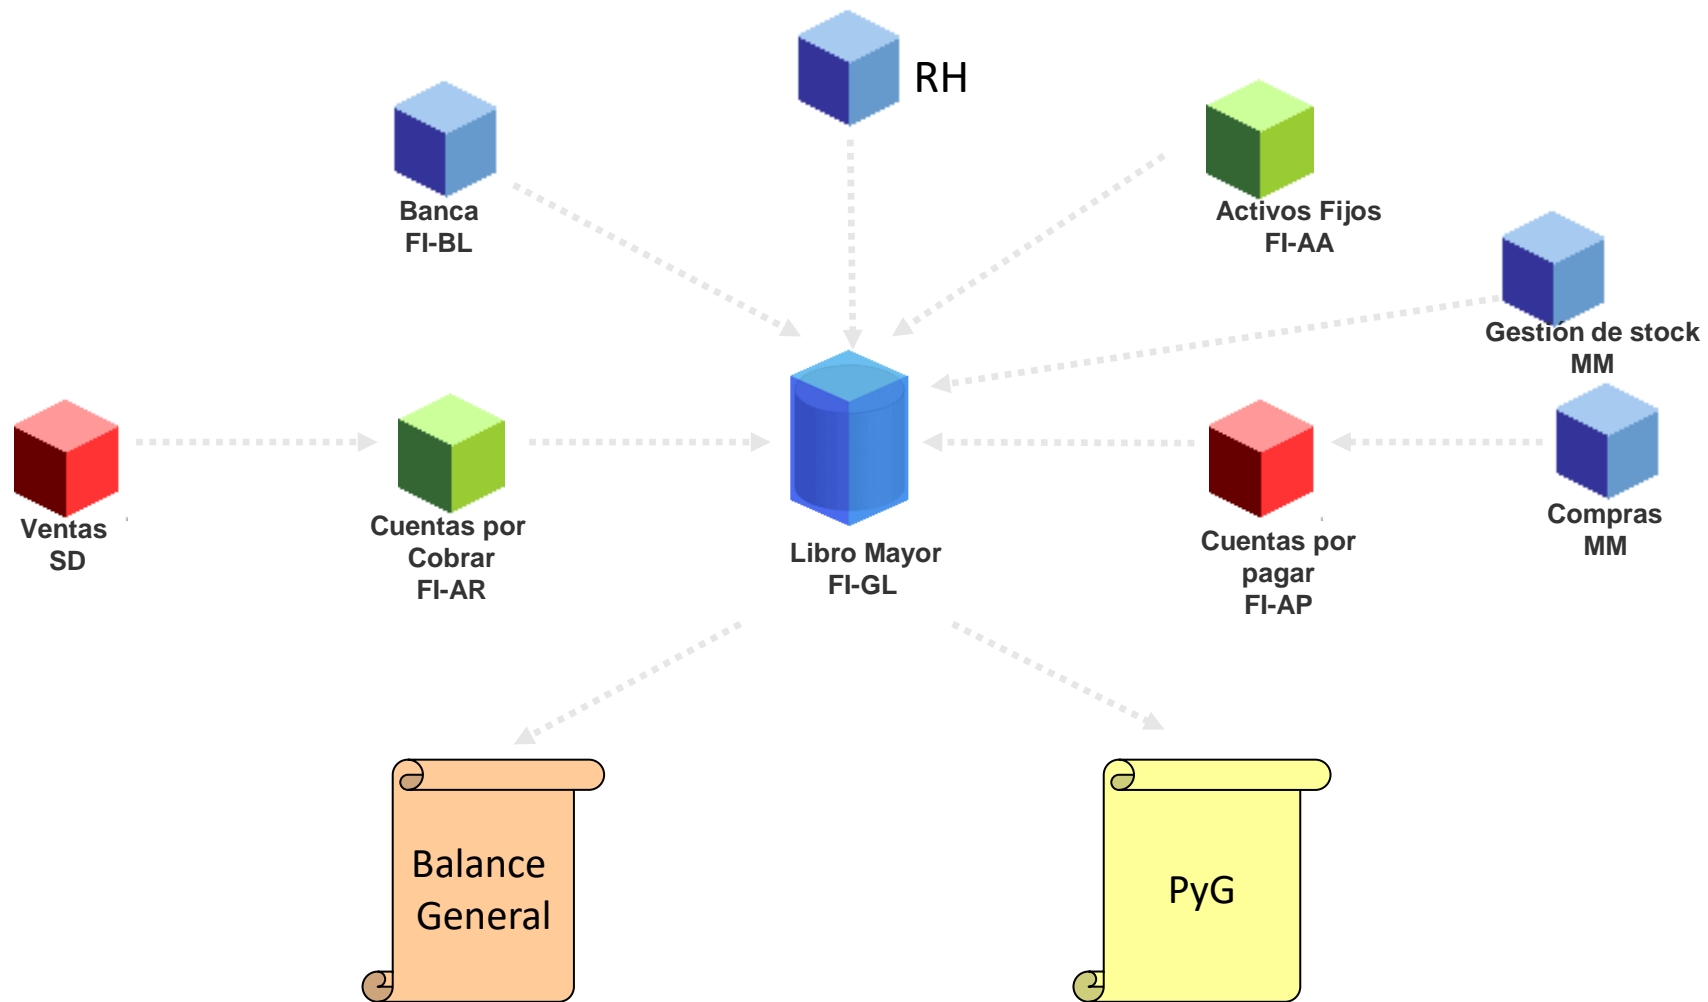 RH
Banca
FI-BL
Activos Fijos
FI-AA
Gestión de stock
MM
Ventas
SD
Cuentas por
Cobrar
FI-AR
Libro Mayor
FI-GL
Cuentas por
pagar
FI-AP
Compras
MM
Balance
General
PyG